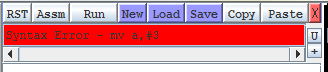 RST Assm Run New Load Save Copy Paste X
Syntax Error - mv a,#3 U
+